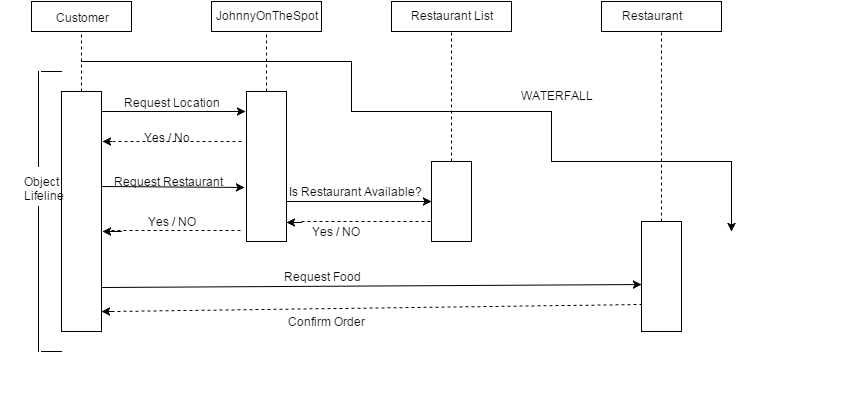 Customer
JohnnyOnTheSpot
Restaurant List
Restaurant
WATERFALL
Request Location
Yes / No
Object
Lifeline
Request Restaurant
Is Restaurant Available?
Yes / NO
Yes / NO
Request Food
Confirm Order